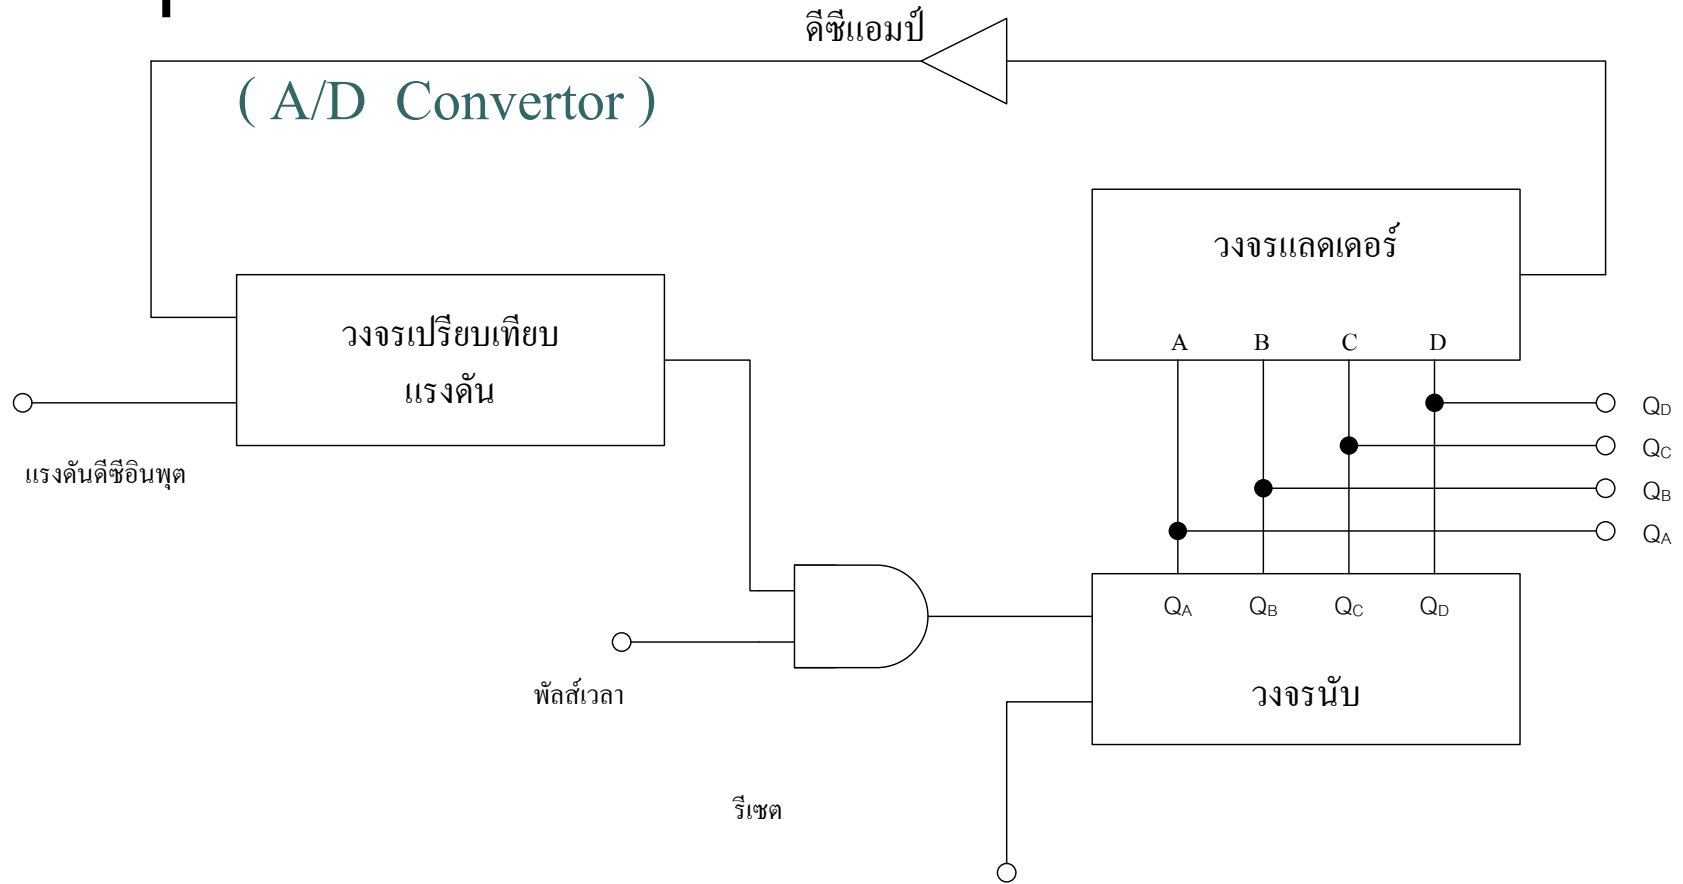 ดีซีแอมป์
( A/D Convertor )
วงจรแลดเดอร์
วงจรเปรียบเทียบ
แรงดัน
A B C D
QD
QC
QB
QA
แรงดันดีซีอินพุต
QA QB QC QD
พัลส์เวลา
วงจรนับ
รีเซต